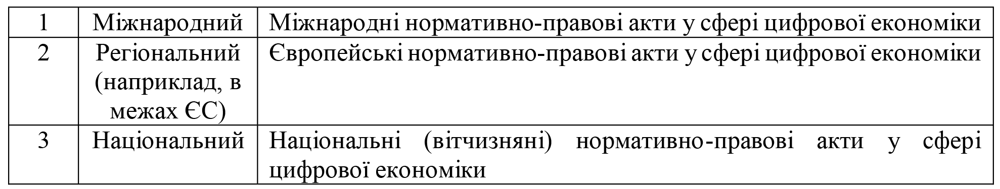 1 Міжнародний Міжнародні нормативно-правові акти у сфері цифрової економіки
2 Регіональний Європейські нормативно-правові акти у сфері цифрової економіки
(наприклад, в
межах ЄС)
3 Національний Національні (вітчизняні) нормативно-правові акти у сфері
цифрової економіки